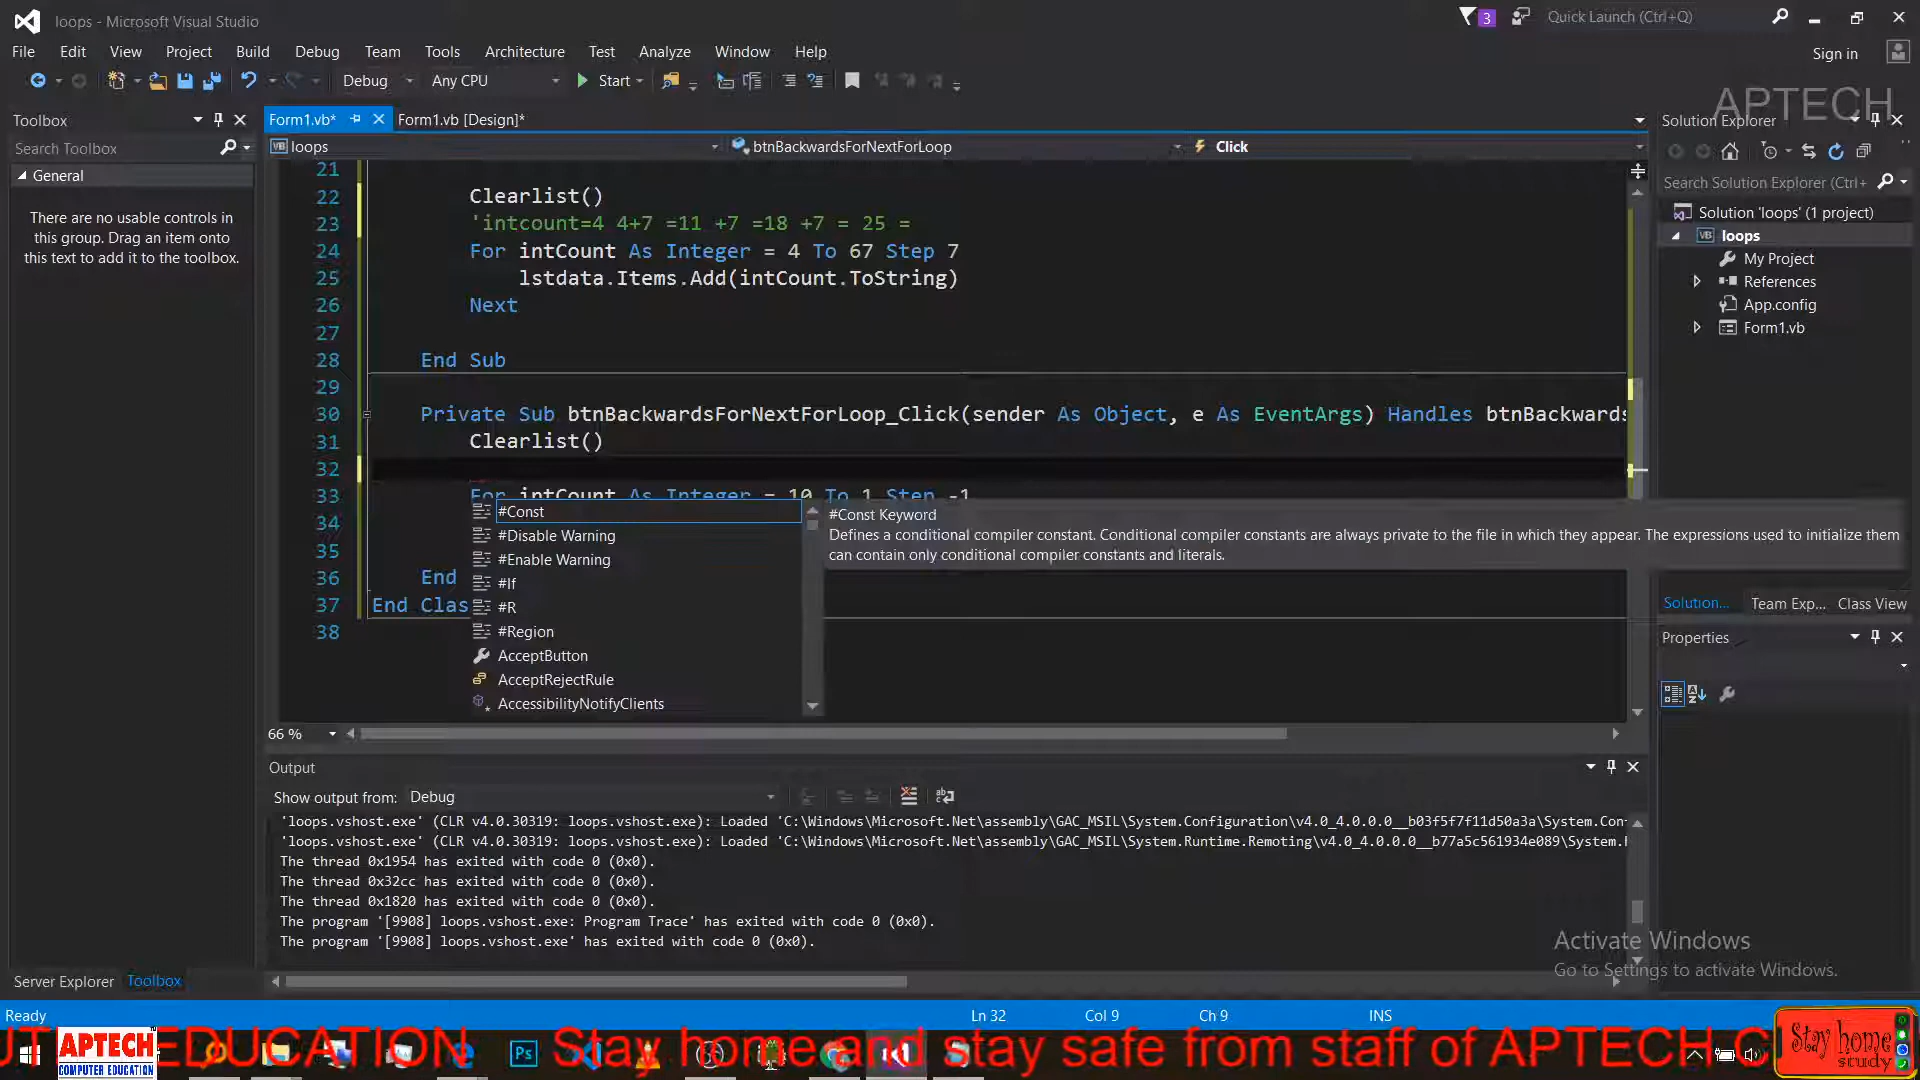 loops - Microsoft Visual Studio
3
Quick Launch (Ctrl+Q)
File Edit View Project Build Debug Team Tools Architecture Test Analyze Window Help
Sign in
Debug Any CPU Start
APTECH
Toolbox
Form1.vb* Form1.vb [Design]*
Solution Explorer
Search Toolbox
loops btnBackwardsForNextForLoop Click
General
There are no usable controls in
this group. Drag an item onto
this text to add it to the toolbox.
Search Solution Explorer (Ctrl+
Solution 'loops' (1 project)
loops
My Project
References
App.config
Form1.vb
21
22 Clearlist()
23 'intcount=4 4+7 =11 +7 =18 +7 = 25 =
24 For intCount As Integer = 4 To 67 Step 7
25 lstdata.Items.Add(intCount.ToString)
26 Next
27
28 End Sub
29
30 Private Sub btnBackwardsForNextForLoop_Click(sender As Object, e As EventArgs) Handles btnBackwards
31 Clearlist()
32
33 For intCount As Integer = 10 To 1 Step -1
34
35
36 End
37 End Clas
38
#Const
#Disable Warning
#Enable Warning
#If
#R
#Region
AcceptButton
AcceptRejectRule
AccessibilityNotifyClients
#Const Keyword
Defines a conditional compiler constant. Conditional compiler constants are always private to the file in which they appear. The expressions used to initialize them
can contain only conditional compiler constants and literals.
Solution... Team Exp... Class View
Properties
66 %
Output
Show output from: Debug
'loops.vshost.exe' (CLR v4.0.30319: loops.vshost.exe): Loaded 'C:\Windows\Microsoft.Net\assembly\GAC_MSIL\System.Configuration\v4.0_4.0.0.0__b03f5f7f11d50a3a\System.Con
'loops.vshost.exe' (CLR v4.0.30319: loops.vshost.exe): Loaded 'C:\Windows\Microsoft.Net\assembly\GAC_MSIL\System.Runtime.Remoting\v4.0_4.0.0.0__b77a5c561934e089\System.
The thread 0x1954 has exited with code 0 (0x0).
The thread 0x32cc has exited with code 0 (0x0).
The thread 0x1820 has exited with code 0 (0x0).
The program '[9908] loops.vshost.exe: Program Trace' has exited with code 0 (0x0).
The program '[9908] loops.vshost.exe' has exited with code 0 (0x0).
Activate Windows
Go to Settings to activate Windows.
Server Explorer Toolbox
Ready Ln 32 Col 9 Ch 9 INS
EDUCATION Stay home and stay safe from staff of APTECH C
APTECH
COMPUTER EDUCATION
Ps
Stay home
study